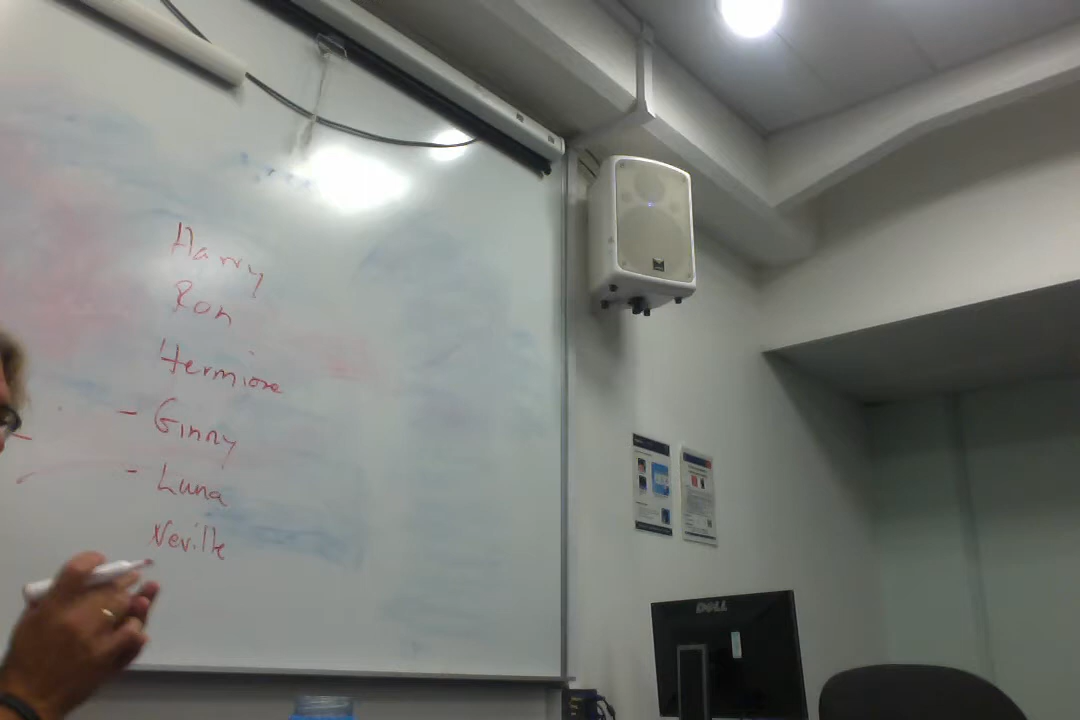 Harry
Ron
Hermione
- Ginny
- Luna
Neville
DELL